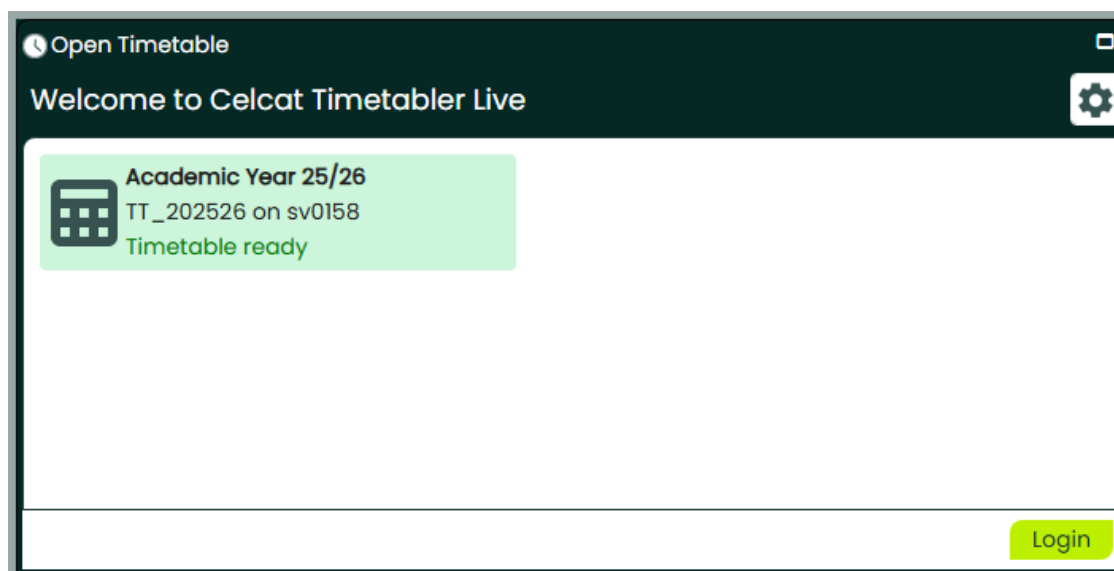 Open Timetable
Welcome to Celcat Timetabler Live
Academic Year 25/26
TT_202526 on sv0158
Timetable ready
Login